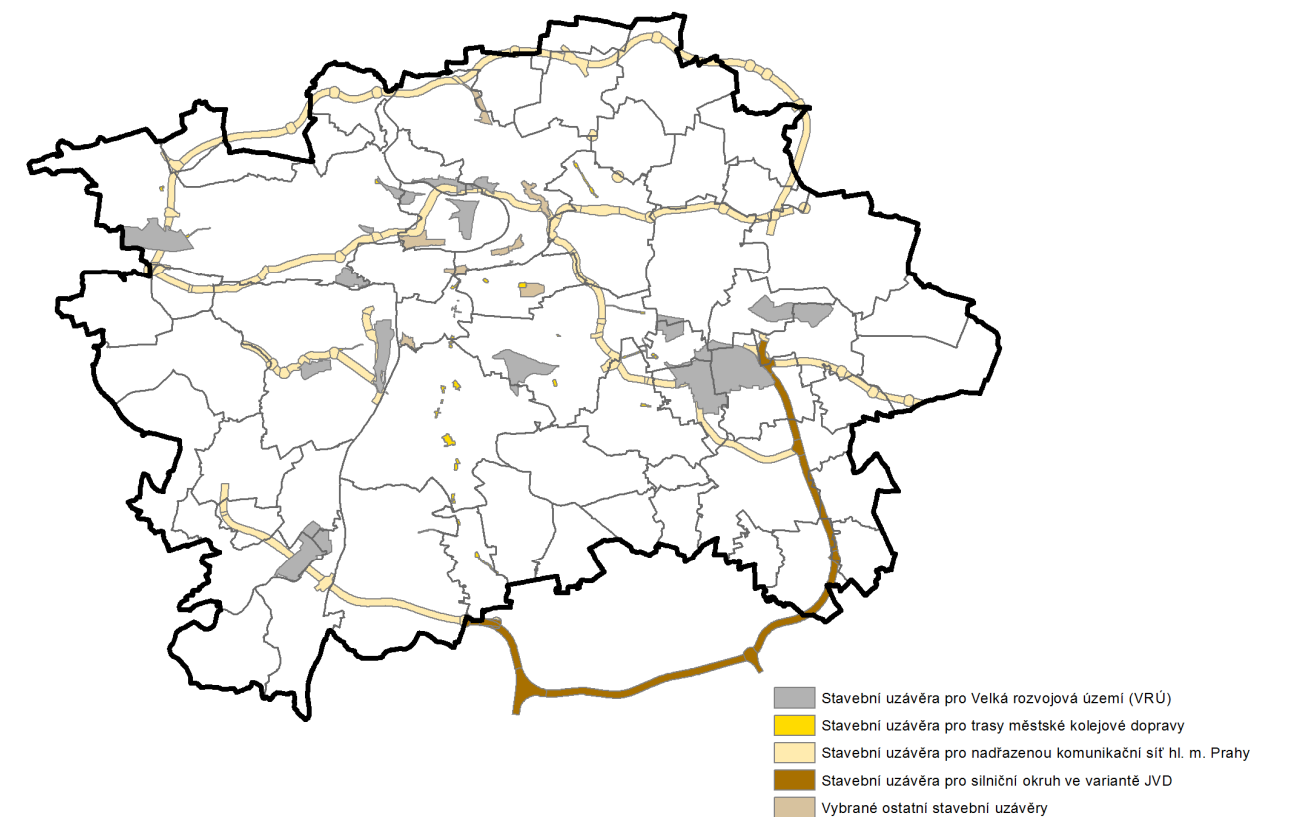 Stavební uzávěra pro Velká rozvojová území (VRÚ)
Stavební uzávěra pro trasy městské kolejové dopravy
Stavební uzávěra pro nadřazenou komunikační síť hl. m. Prahy
Stavební uzávěra pro silniční okruh ve variantě JVD
Vybrané ostatní stavební uzávěry